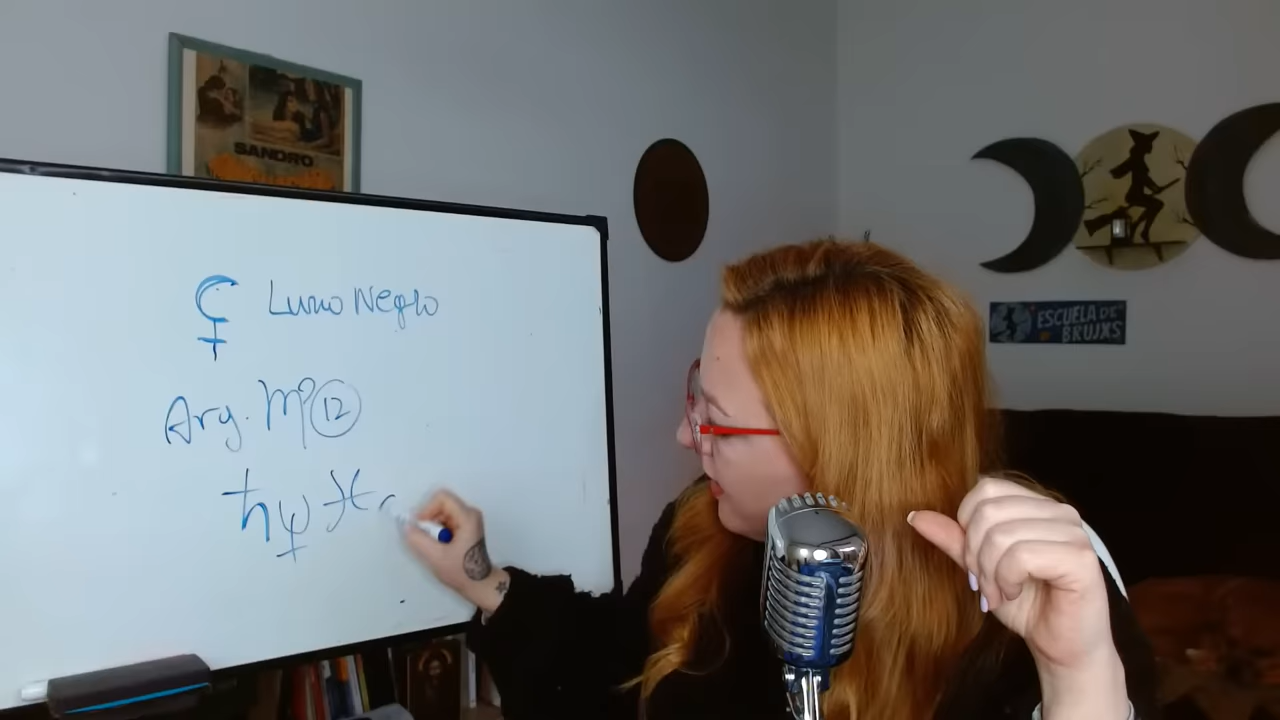 SANDRO
⚸ Luna Negra
Arg. ♍ 12
♄ ♆ ♓
ESCUELA DE
BRUJXS